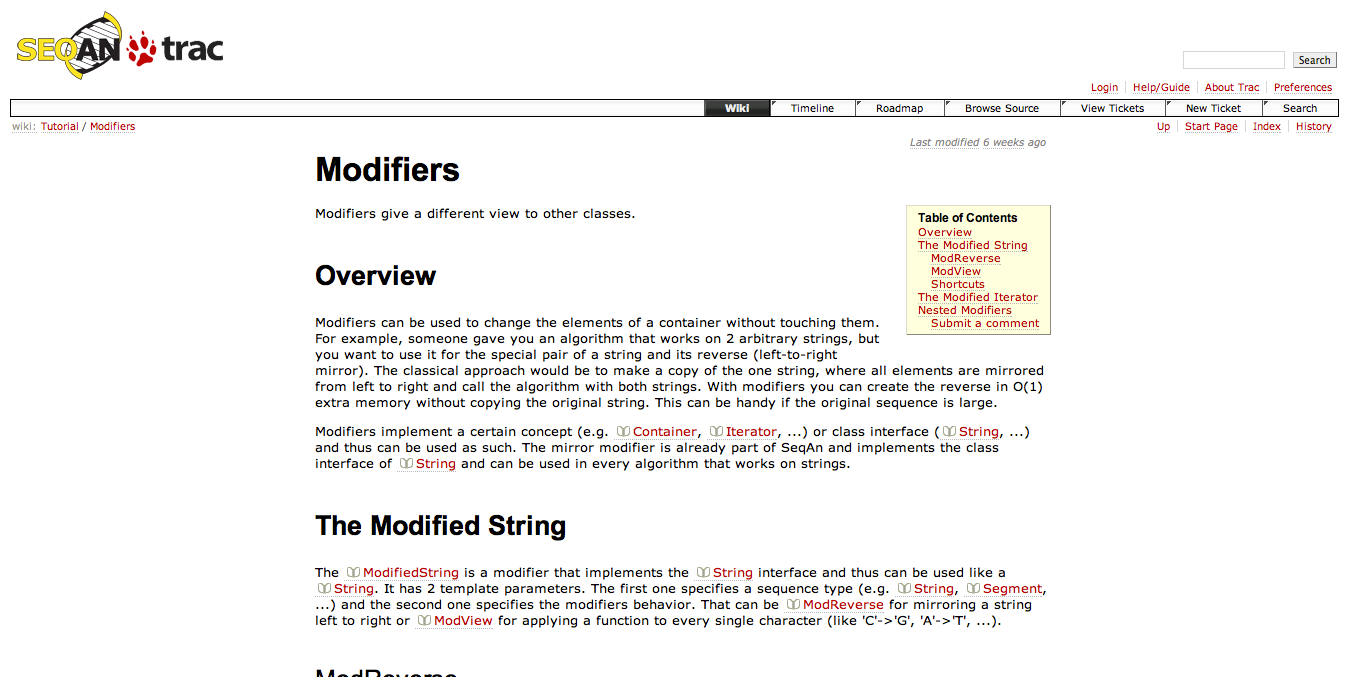 SEQAN trac
Search
Login Help/Guide About Trac Preferences
Wiki Timeline Roadmap Browse Source View Tickets New Ticket Search
wiki: Tutorial / Modifiers
Up Start Page Index History
Last modified 6 weeks ago
Modifiers
Modifiers give a different view to other classes.
Table of Contents
Overview
The Modified String
ModReverse
ModView
Shortcuts
The Modified Iterator
Nested Modifiers
Submit a comment
Overview
Modifiers can be used to change the elements of a container without touching them.
For example, someone gave you an algorithm that works on 2 arbitrary strings, but
you want to use it for the special pair of a string and its reverse (left-to-right
mirror). The classical approach would be to make a copy of the one string, where all elements are mirrored
from left to right and call the algorithm with both strings. With modifiers you can create the reverse in O(1)
extra memory without copying the original string. This can be handy if the original sequence is large.
Modifiers implement a certain concept (e.g. Container, Iterator, ...) or class interface (String, ...)
and thus can be used as such. The mirror modifier is already part of SeqAn and implements the class
interface of String and can be used in every algorithm that works on strings.
The Modified String
The ModifiedString is a modifier that implements the String interface and thus can be used like a
String. It has 2 template parameters. The first one specifies a sequence type (e.g. String, Segment,
...) and the second one specifies the modifiers behavior. That can be ModReverse for mirroring a string
left to right or ModView for applying a function to every single character (like 'C'->'G', 'A'->'T', ...).
ModReverse